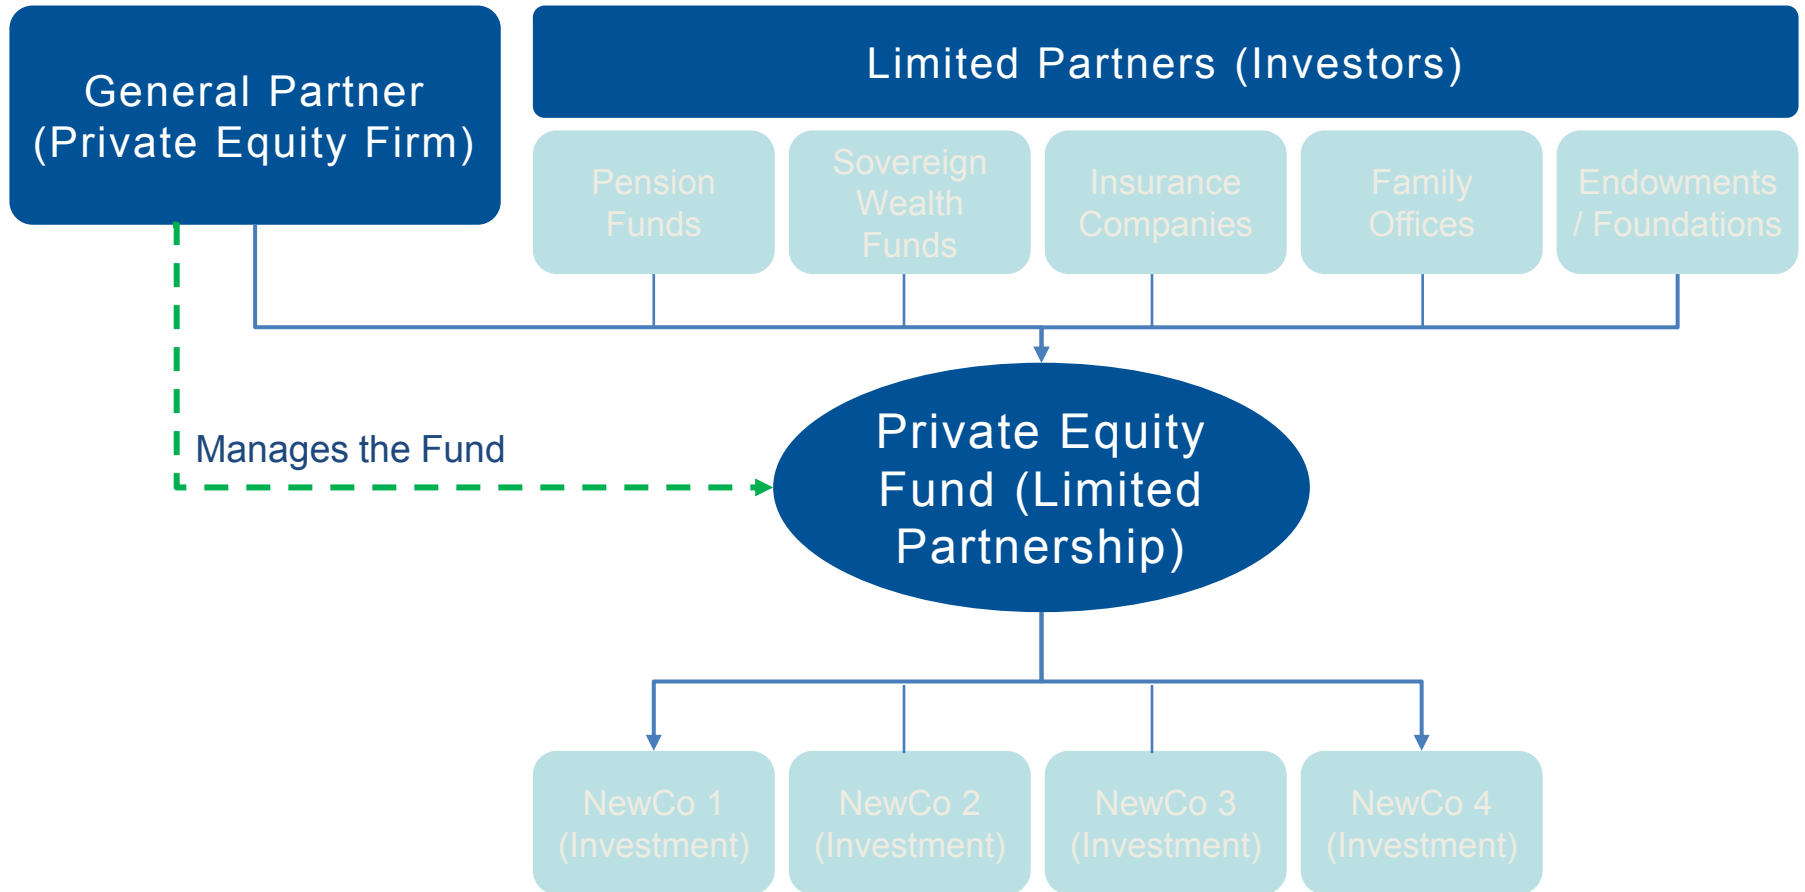 General Partner
(Private Equity Firm)
Limited Partners (Investors)
Pension
Funds
Sovereign
Wealth
Funds
Insurance
Companies
Family
Offices
Endowments
/ Foundations
Manages the Fund
Private Equity
Fund (Limited
Partnership)
NewCo 1
(Investment)
NewCo 2
(Investment)
NewCo 3
(Investment)
NewCo 4
(Investment)